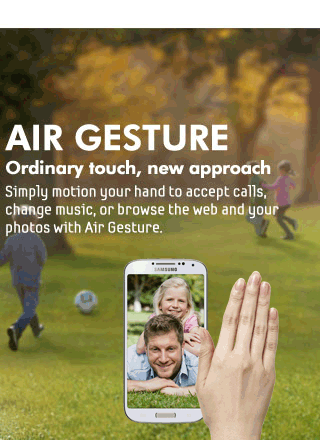 AIR GESTURE
Ordinary touch, new approach
Simply motion your hand to accept calls,
change music, or browse the web and your
photos with Air Gesture.
SAMSUNG